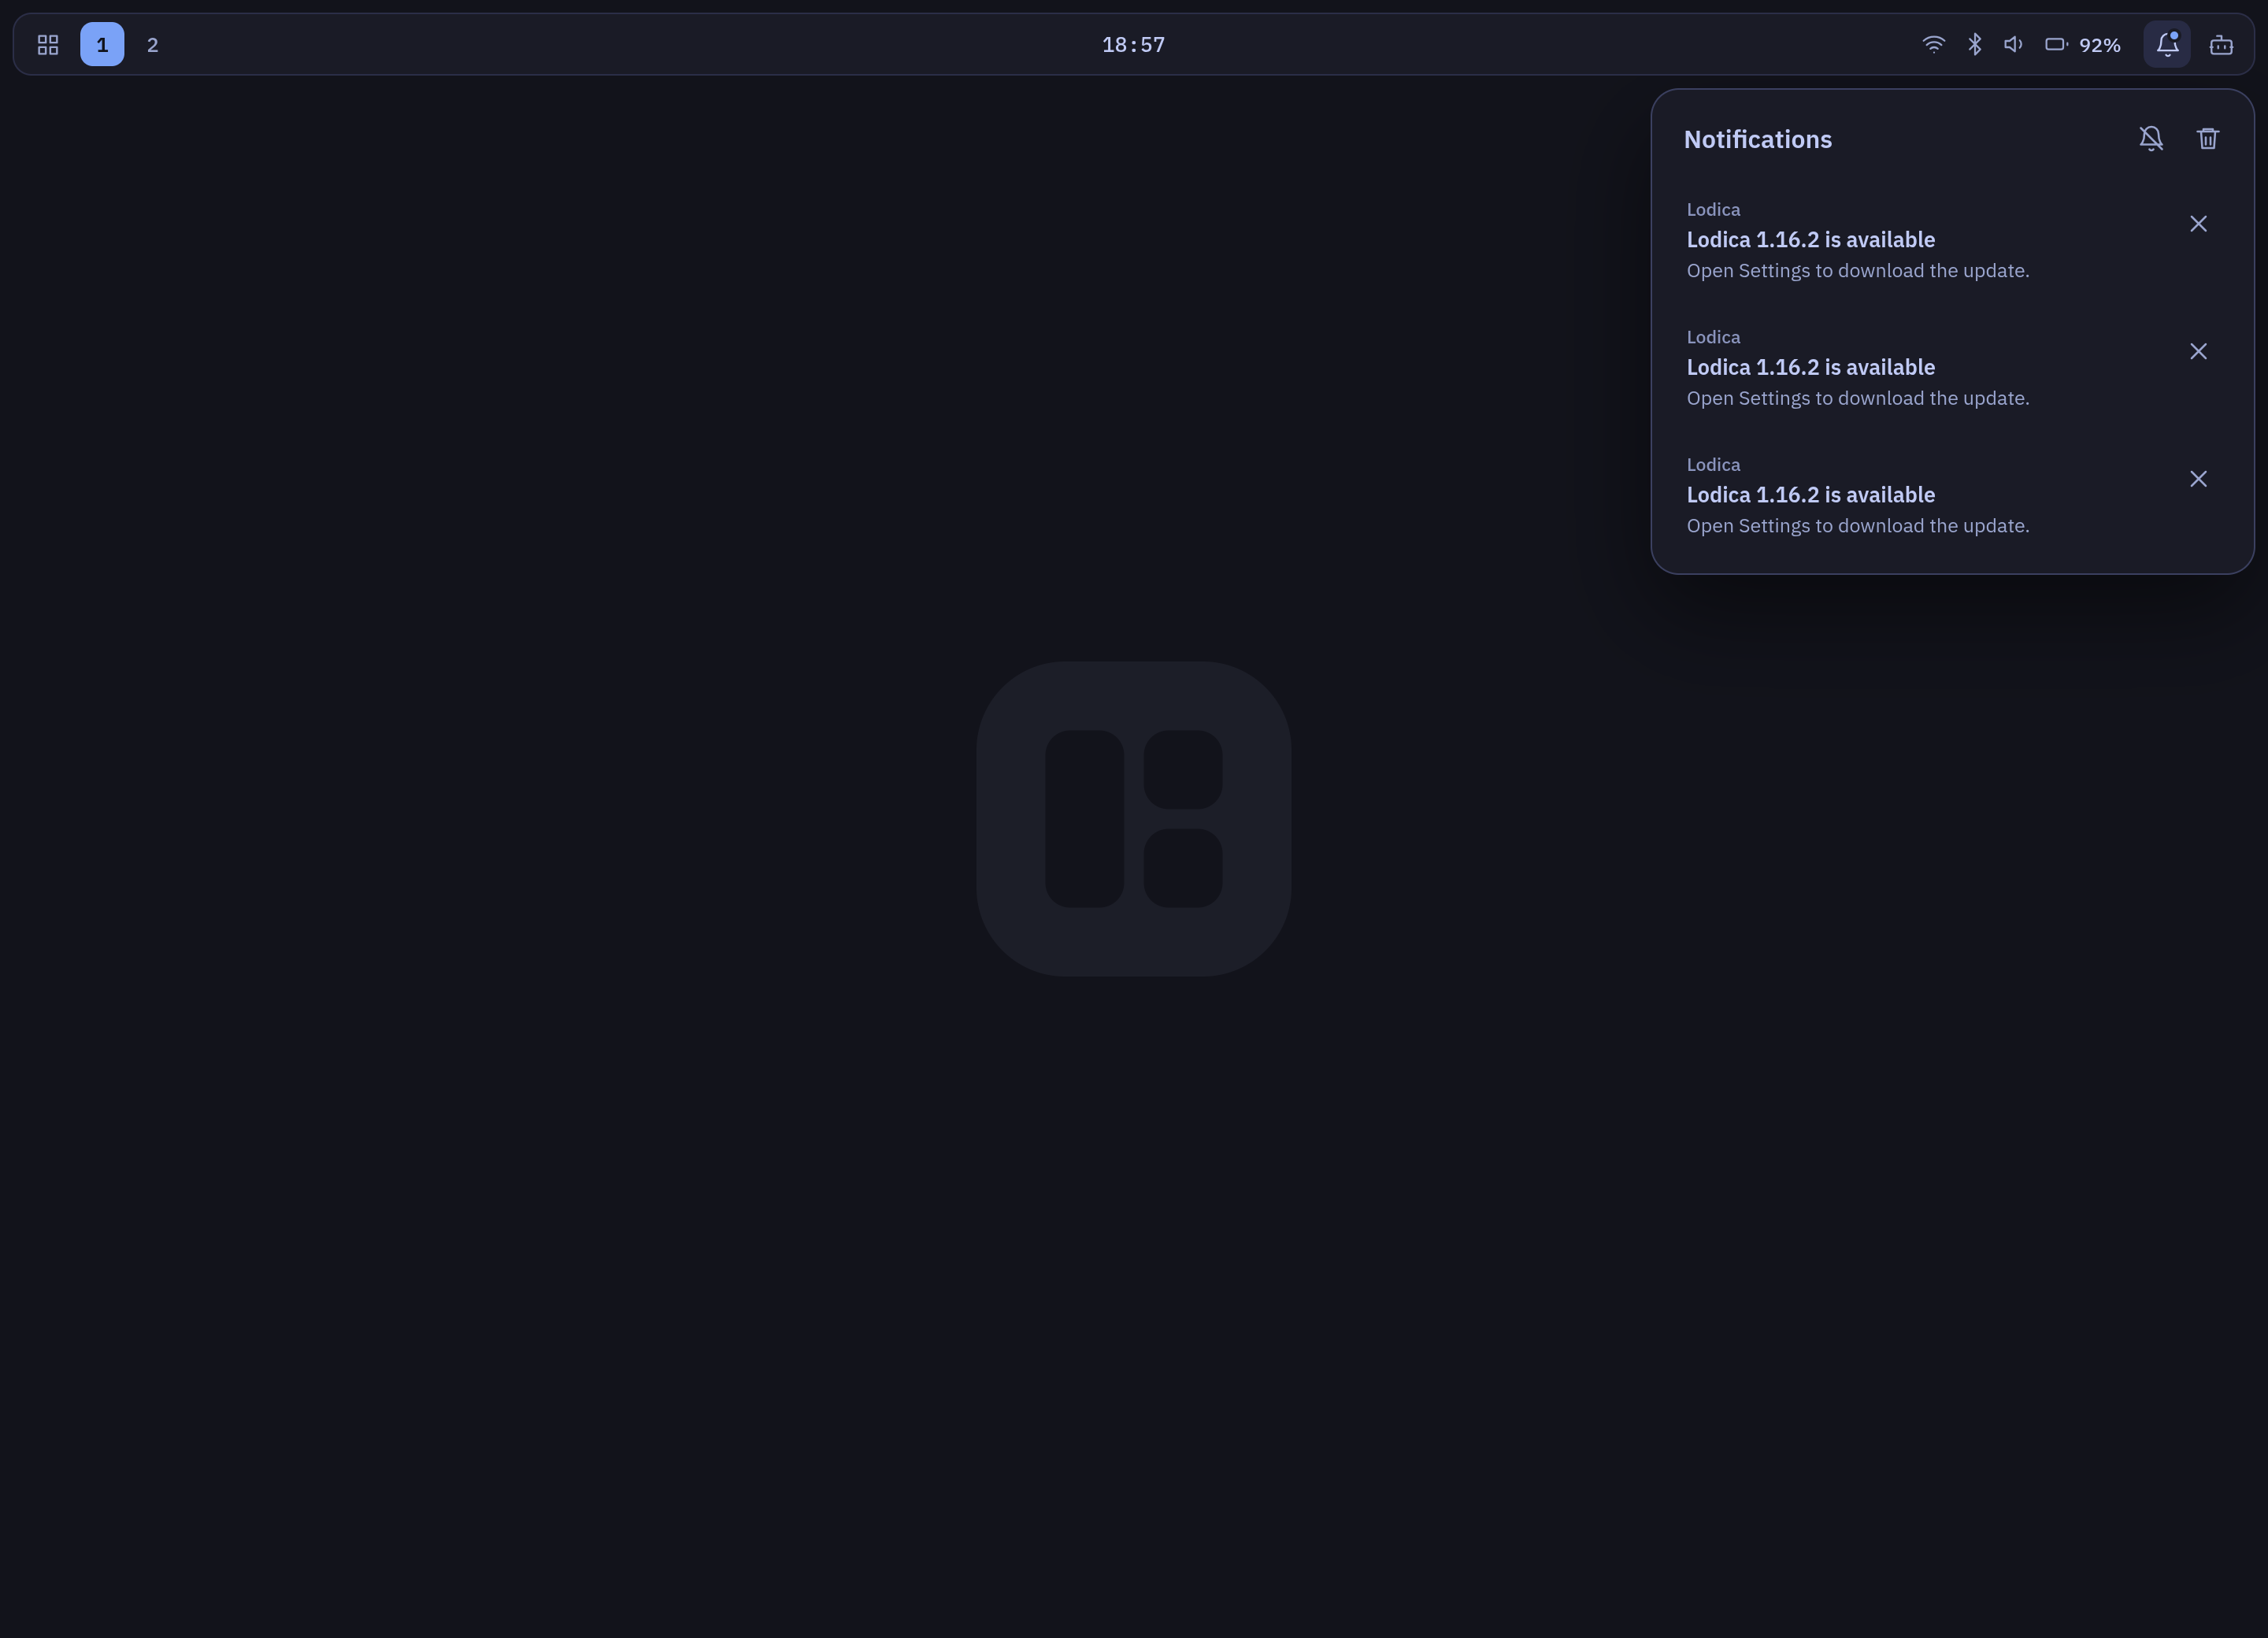 1 2 18:57 92%
Notifications
Lodica
Lodica 1.16.2 is available
Open Settings to download the update.
Lodica
Lodica 1.16.2 is available
Open Settings to download the update.
Lodica
Lodica 1.16.2 is available
Open Settings to download the update.